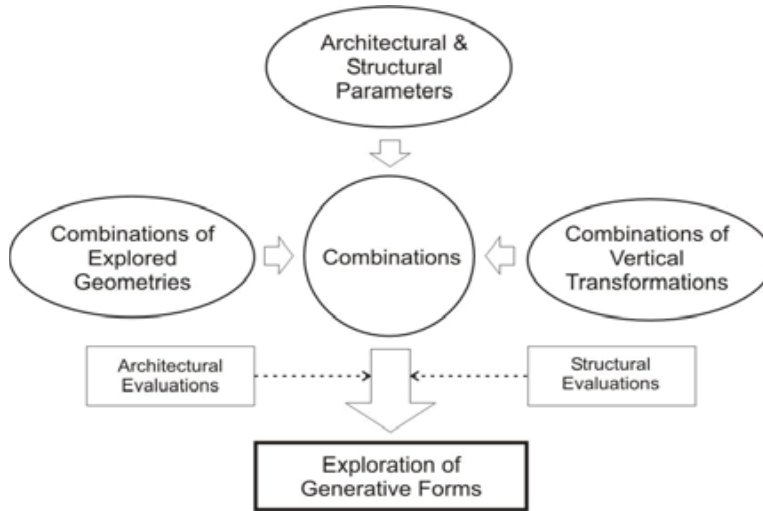 Architectural &
Structural
Parameters
Combinations of
Explored
Geometries
Combinations
Combinations of
Vertical
Transformations
Architectural
Evaluations
Structural
Evaluations
Exploration of
Generative Forms